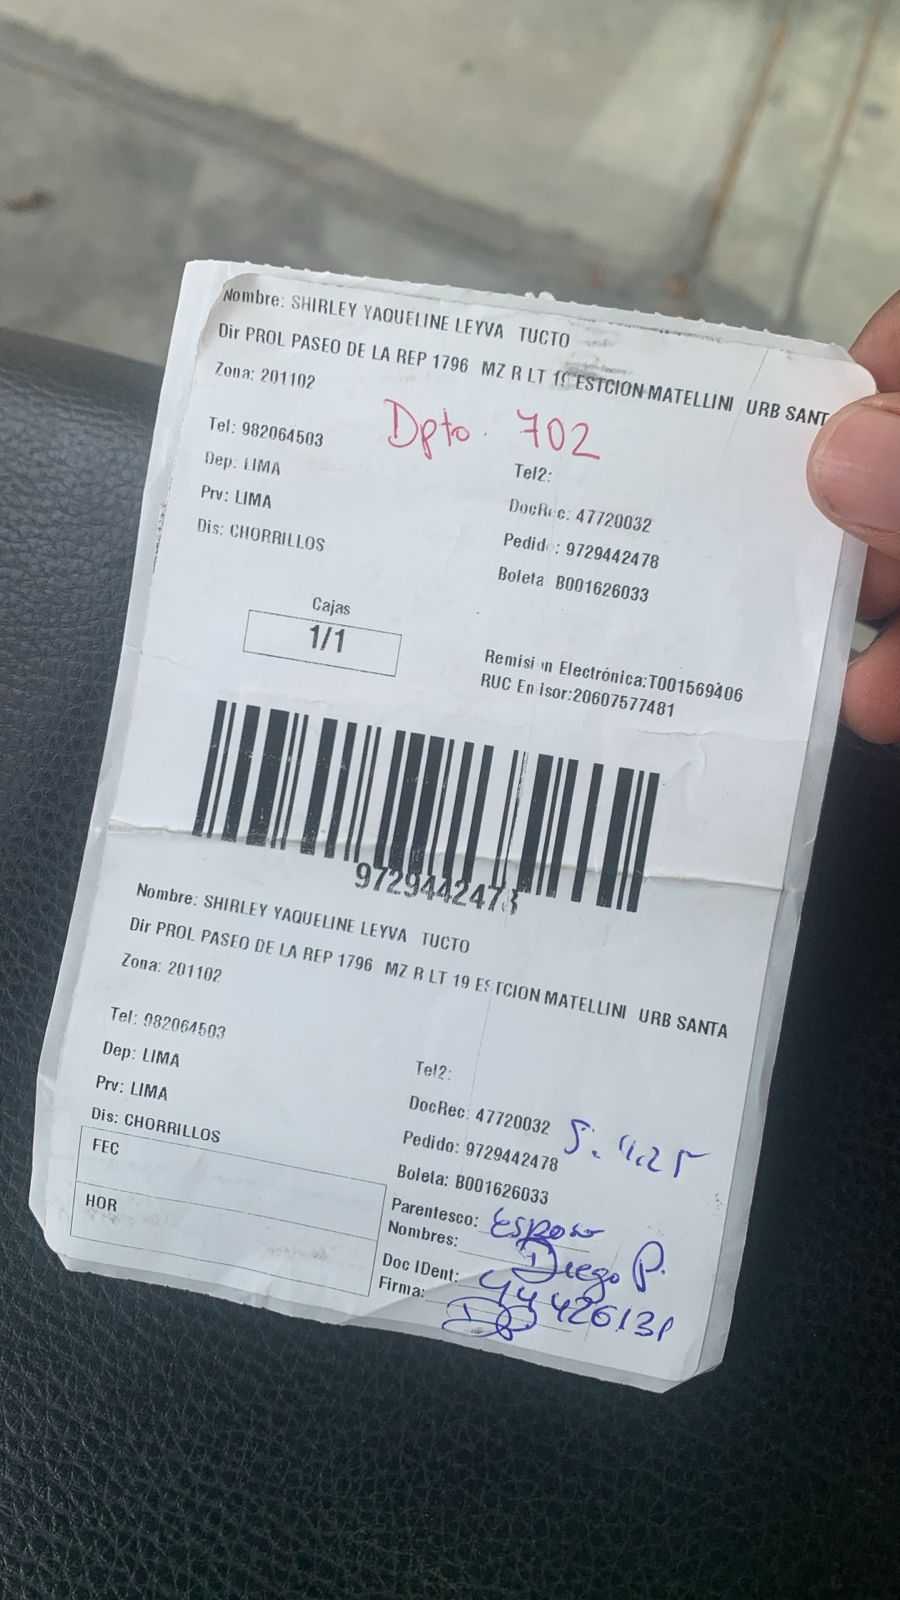 Nombre: SHIRLEY YAQUELINE LEYVA TUCTO
Dir PROL PASEO DE LA REP 1796 MZ R LT 19 ESTCION MATELLINI URB SANT
Zona: 201102
Dpto. 702
Tel: 982064503
Tel2:
Dep: LIMA
DocRec: 47720032
Prv: LIMA
Pedido: 9729442478
Dis: CHORRILLOS
Boleta B001626033
Cajas
1/1
Remision Electrónica:T001569406
RUC Emisor:20607577481
9729442478
Nombre: SHIRLEY YAQUELINE LEYVA TUCTO
Dir PROL PASEO DE LA REP 1796 MZ R LT 19 ESTCION MATELLINI URB SANTA
Zona: 201102
Tel: 982064503
Tel2:
Dep: LIMA
DocRec: 47720032
Prv: LIMA
Pedido: 9729442478
Dis: CHORRILLOS
Boleta: B001626033
FEC
Parentesco: esposo
Nombres: Diego P.
HOR
Doc IDent:
Firma: